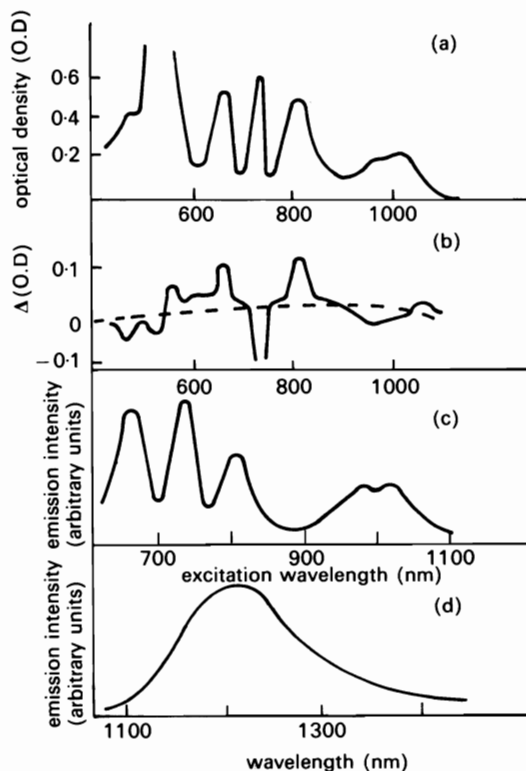 (a)
optical density (O.D)
0·6
0·4
0·2
600
800
1000
(b)
Δ(O.D)
0·1
0
−0·1
600
800
1000
(c)
emission intensity
(arbitrary units)
700
900
1100
excitation wavelength (nm)
(d)
emission intensity
(arbitrary units)
1100
1300
wavelength (nm)